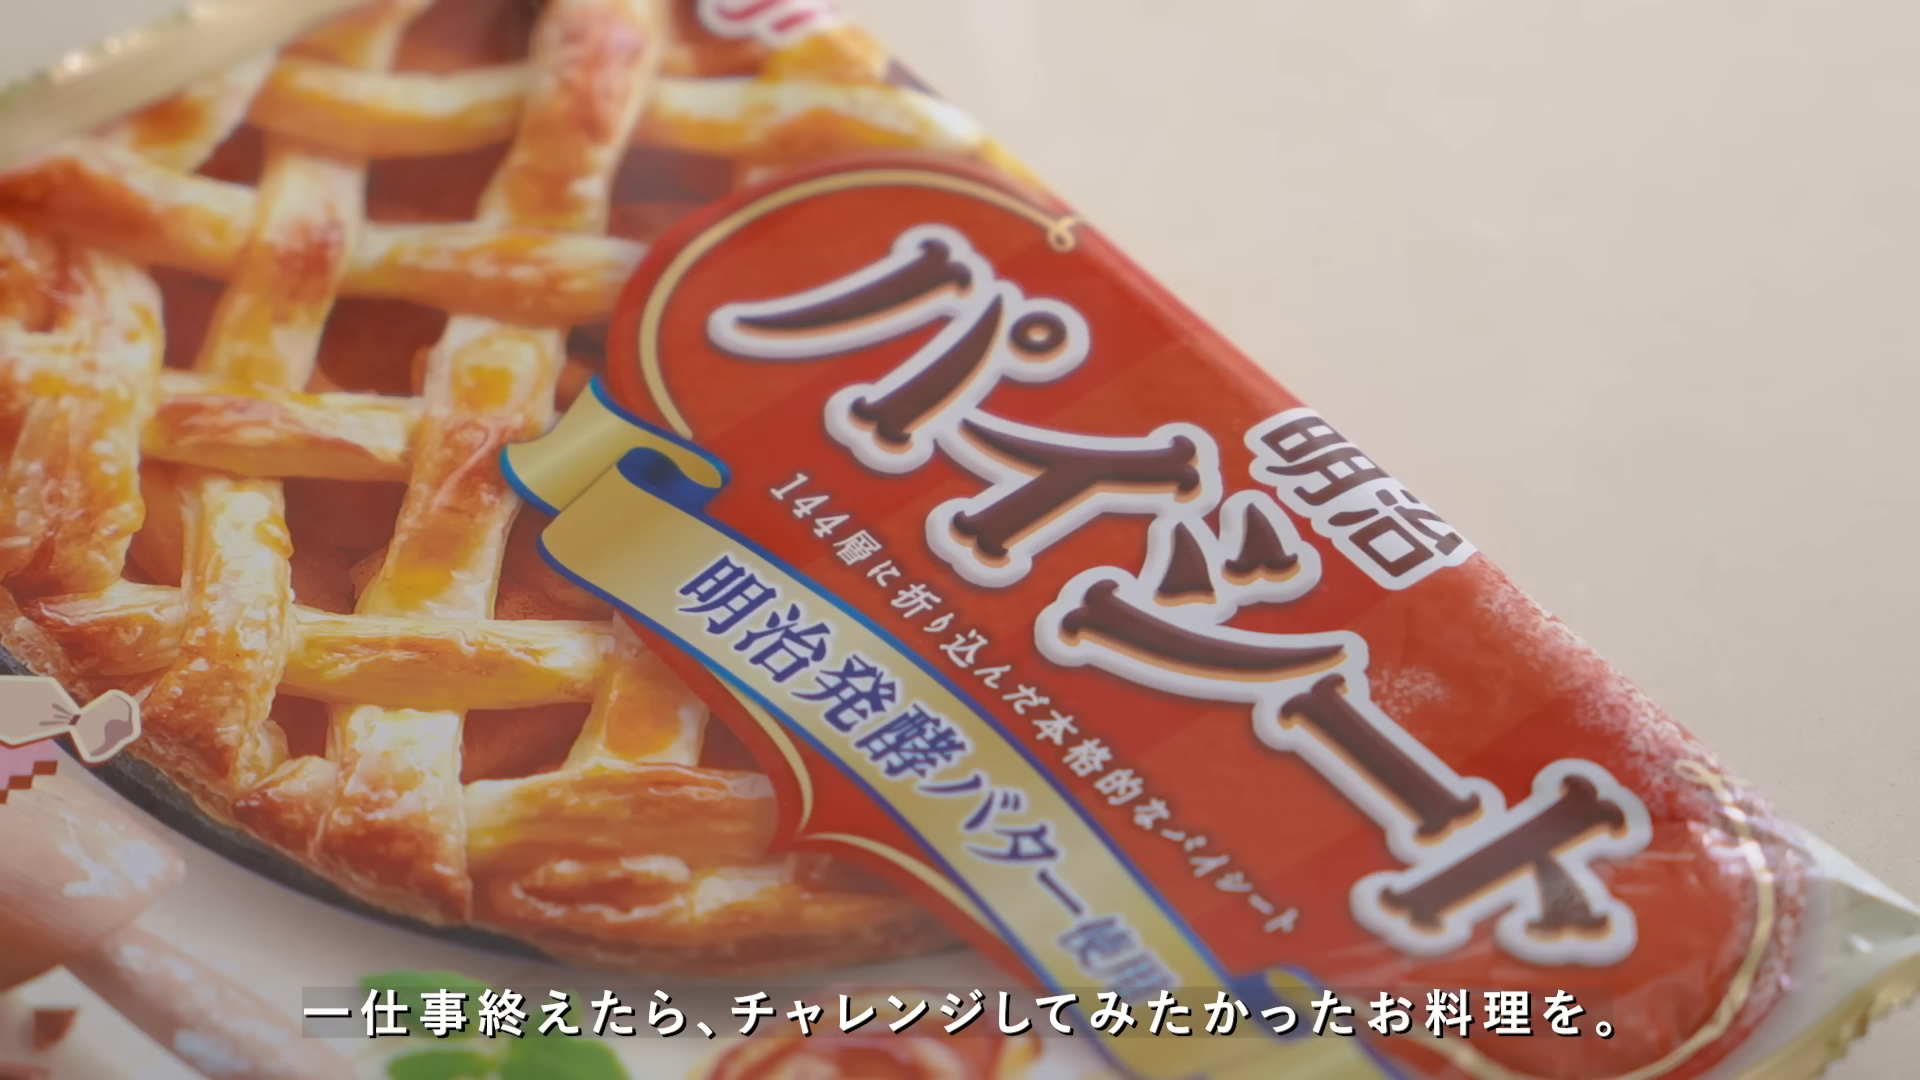 パイシート
明治
144層に折り込んだ本格的なパイシート
明治発酵バター使用
一仕事終えたら、チャレンジしてみたかったお料理を。